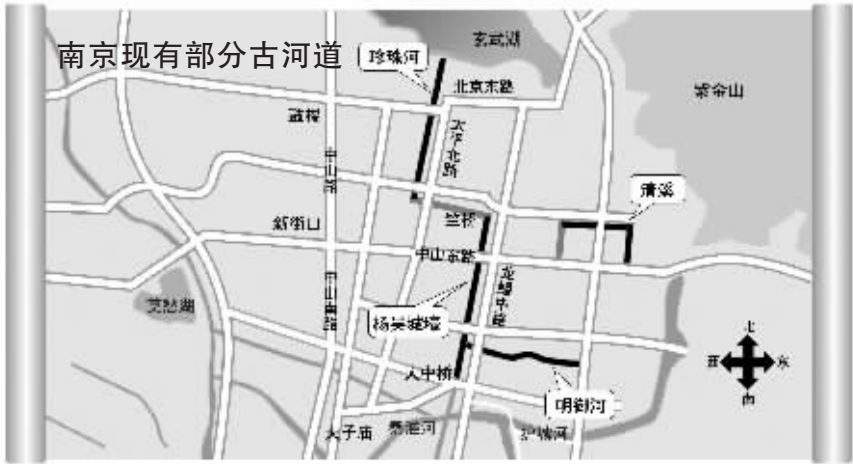 南京现有部分古河道
珍珠河
玄武湖
北京东路
紫金山
鼓楼
太平北路
中山路
清溪
竺桥
新街口
中山东路
龙蟠中路
中山南路
莫愁湖
杨吴城壕
大中桥
明御河
夫子庙
秦淮河
护城河
北
西
东
南